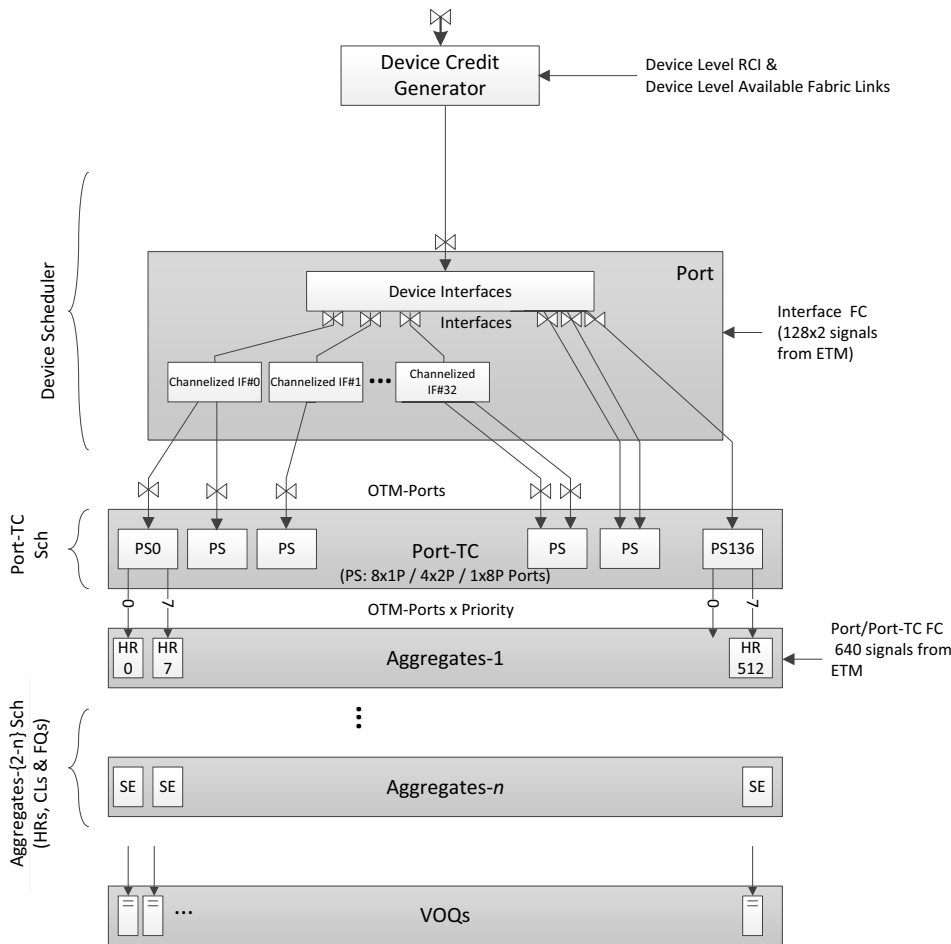 Device Credit
Generator
Device Level RCI &
Device Level Available Fabric Links
Device Scheduler
Port
Device Interfaces
Interfaces
Interface FC
(128x2 signals
from ETM)
Channelized IF#0
Channelized IF#1
•••
Channelized
IF#32
OTM-Ports
Port-TC
Sch
PS0
PS
PS
Port-TC
(PS: 8x1P / 4x2P / 1x8P Ports)
PS
PS
PS136
0
7
OTM-Ports x Priority
0
7
HR
0
HR
7
Aggregates-1
HR
512
Port/Port-TC FC
640 signals from
ETM
Aggregates-{2-n} Sch
(HRs, CLs & FQs)
SE
SE
Aggregates-n
SE
VOQs
...